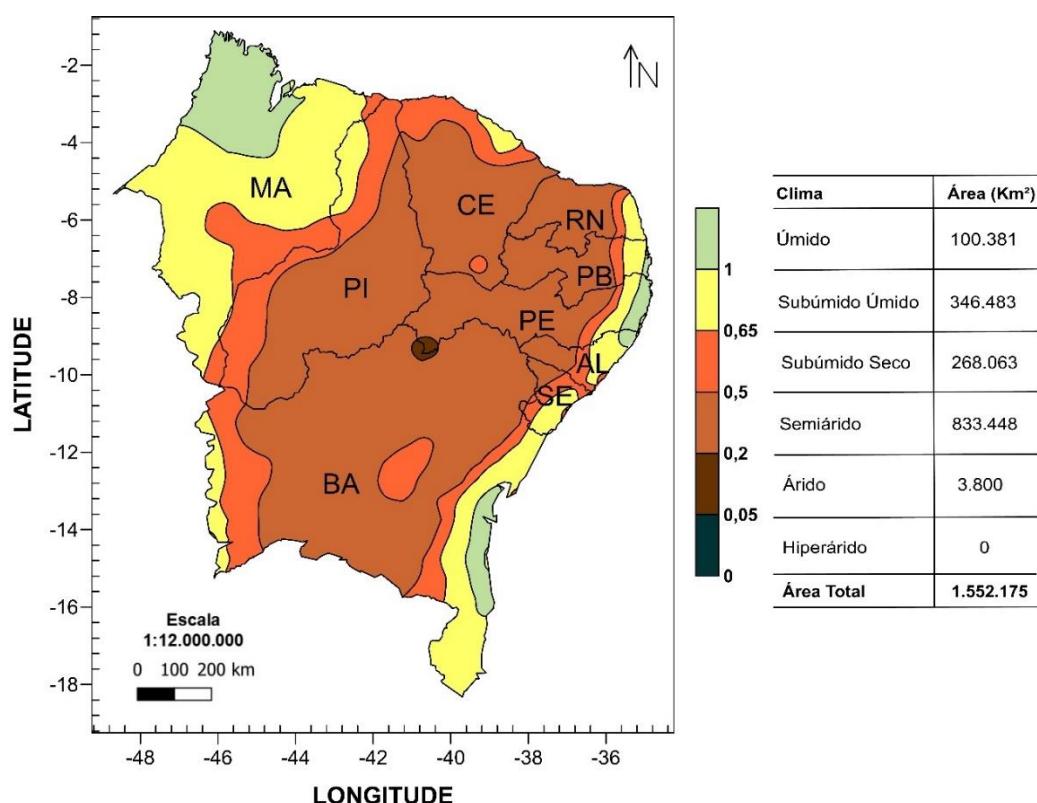 N
-2
-4
-6
-8
-10
-12
-14
-16
-18
LATITUDE
MA
CE
RN
PB
PI
PE
AL
SE
BA
Escala
1:12.000.000
0 100 200 km
-48 -46 -44 -42 -40 -38 -36
LONGITUDE
1
0,65
0,5
0,2
0,05
0
Clima Área (Km²)
Úmido 100.381
Subúmido Úmido 346.483
Subúmido Seco 268.063
Semiárido 833.448
Árido 3.800
Hiperárido 0
Área Total 1.552.175